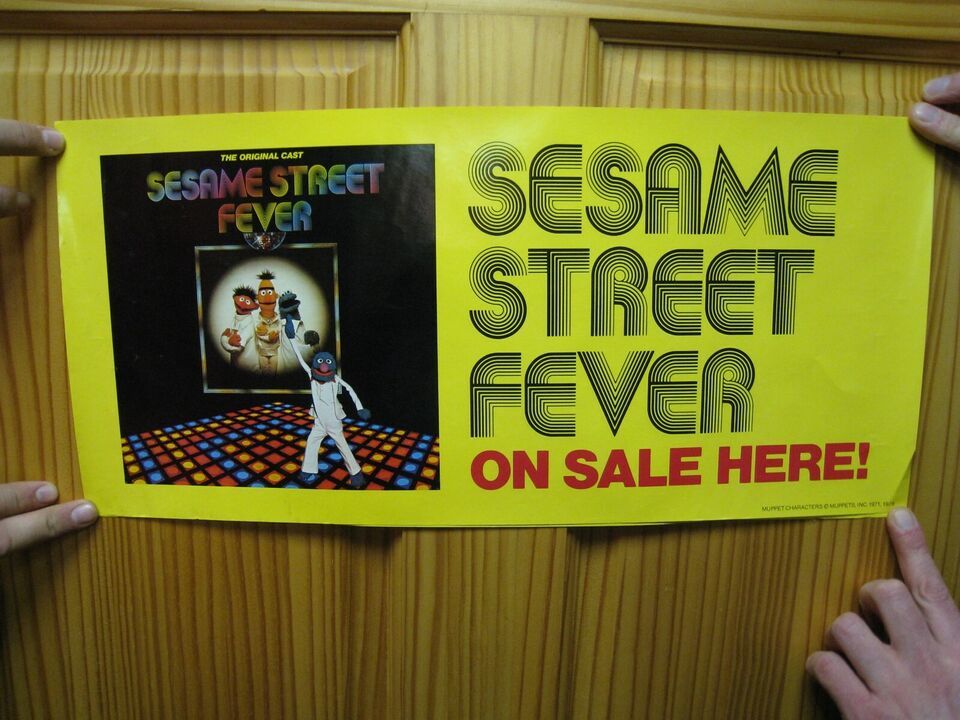 THE ORIGINAL CAST
SESAME STREET
FEVER
SESAME
STREET
FEVER
ON SALE HERE!
MUPPET CHARACTERS © MUPPETS, INC. 1971, 1978